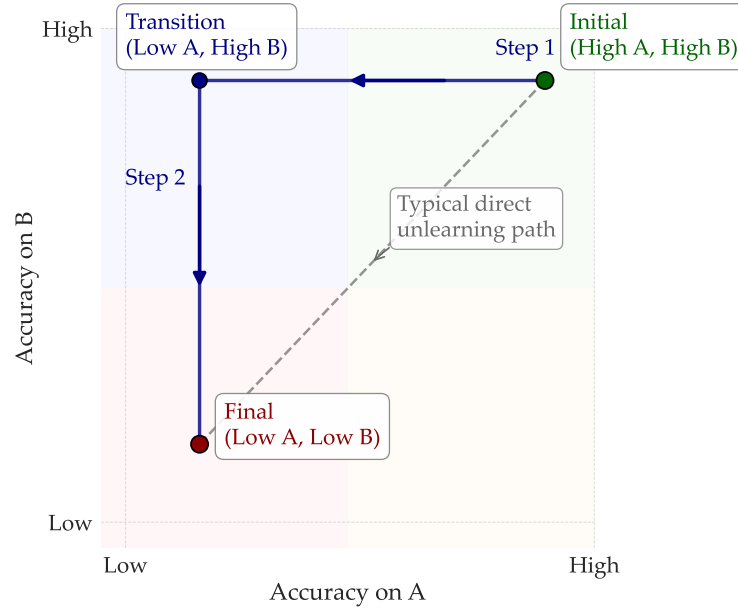 High
Transition
(Low A, High B)
Step 1
Initial
(High A, High B)
Step 2
Typical direct
unlearning path
Accuracy on B
Final
(Low A, Low B)
Low
Low
High
Accuracy on A